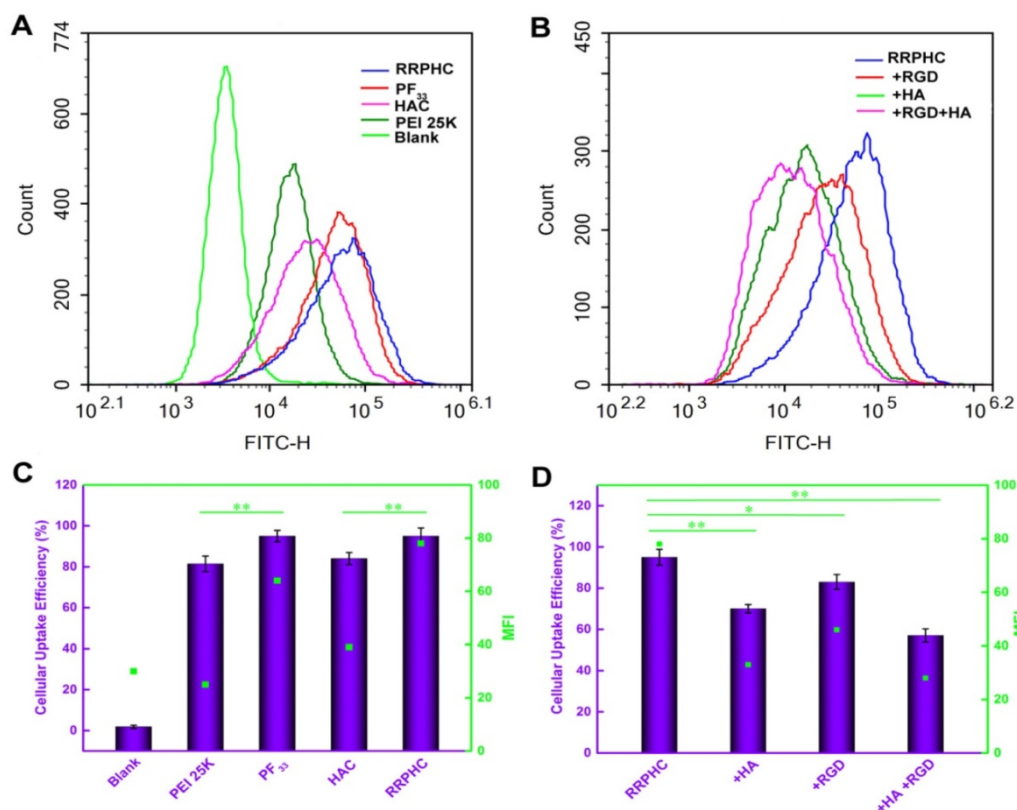 A
774
600
400
200
0
Count
10^2.1
10^3
10^4
10^5
10^6.1
FITC-H
RRPHC
PF33
HAC
PEI 25K
Blank
B
450
300
200
100
0
Count
10^2.2
10^3
10^4
10^5
10^6.2
FITC-H
RRPHC
+RGD
+HA
+RGD+HA
C
120
100
80
60
40
20
0
Cellular Uptake Efficiency (%)
**
**
100
80
60
40
20
0
MFI
Blank
PEI 25K
PF33
HAC
RRPHC
D
120
100
80
60
40
20
0
Cellular Uptake Efficiency (%)
**
*
**
100
80
60
40
20
0
MFI
RRPHC
+HA
+RGD
+HA +RGD